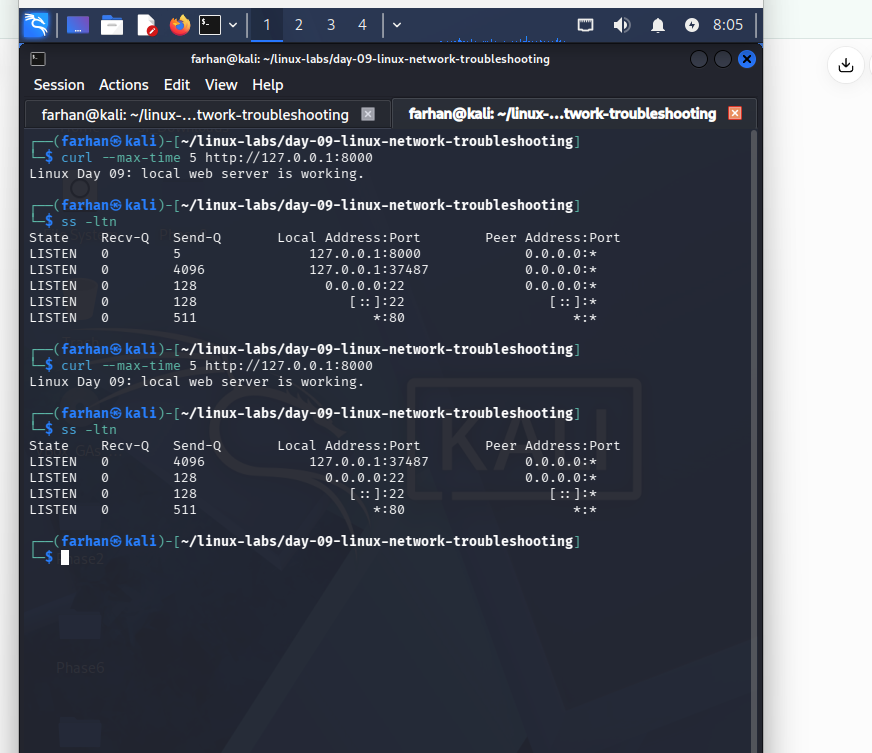 1 2 3 4 8:05
farhan@kali: ~/linux-labs/day-09-linux-network-troubleshooting
Session Actions Edit View Help
farhan@kali: ~/linux-...twork-troubleshooting farhan@kali: ~/linux-...twork-troubleshooting
┌──(farhan㉿kali)-[~/linux-labs/day-09-linux-network-troubleshooting]
└─$ curl --max-time 5 http://127.0.0.1:8000
Linux Day 09: local web server is working.
┌──(farhan㉿kali)-[~/linux-labs/day-09-linux-network-troubleshooting]
└─$ ss -ltn
State Recv-Q Send-Q Local Address:Port Peer Address:Port
LISTEN 0 5 127.0.0.1:8000 0.0.0.0:*
LISTEN 0 4096 127.0.0.1:37487 0.0.0.0:*
LISTEN 0 128 0.0.0.0:22 0.0.0.0:*
LISTEN 0 128 [::]:22 [::]:*
LISTEN 0 511 *:80 *:*
┌──(farhan㉿kali)-[~/linux-labs/day-09-linux-network-troubleshooting]
└─$ curl --max-time 5 http://127.0.0.1:8000
Linux Day 09: local web server is working.
┌──(farhan㉿kali)-[~/linux-labs/day-09-linux-network-troubleshooting]
└─$ ss -ltn
State Recv-Q Send-Q Local Address:Port Peer Address:Port
LISTEN 0 4096 127.0.0.1:37487 0.0.0.0:*
LISTEN 0 128 0.0.0.0:22 0.0.0.0:*
LISTEN 0 128 [::]:22 [::]:*
LISTEN 0 511 *:80 *:*
KALI
┌──(farhan㉿kali)-[~/linux-labs/day-09-linux-network-troubleshooting]
└─$
Phase2
Phase6